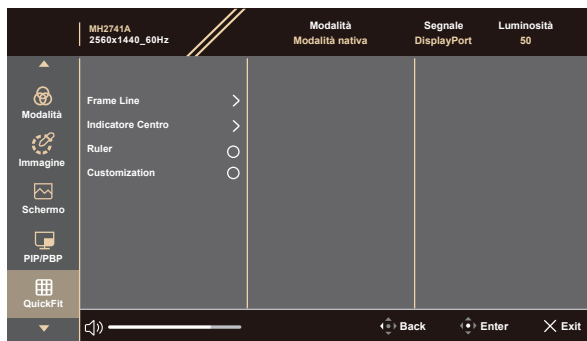 MH2741A
2560x1440_60Hz
Modalità
Modalità nativa
Segnale
DisplayPort
Luminosità
50
Modalità
Immagine
Schermo
PIP/PBP
QuickFit
Frame Line
Indicatore Centro
Ruler
Customization
Back
Enter
Exit